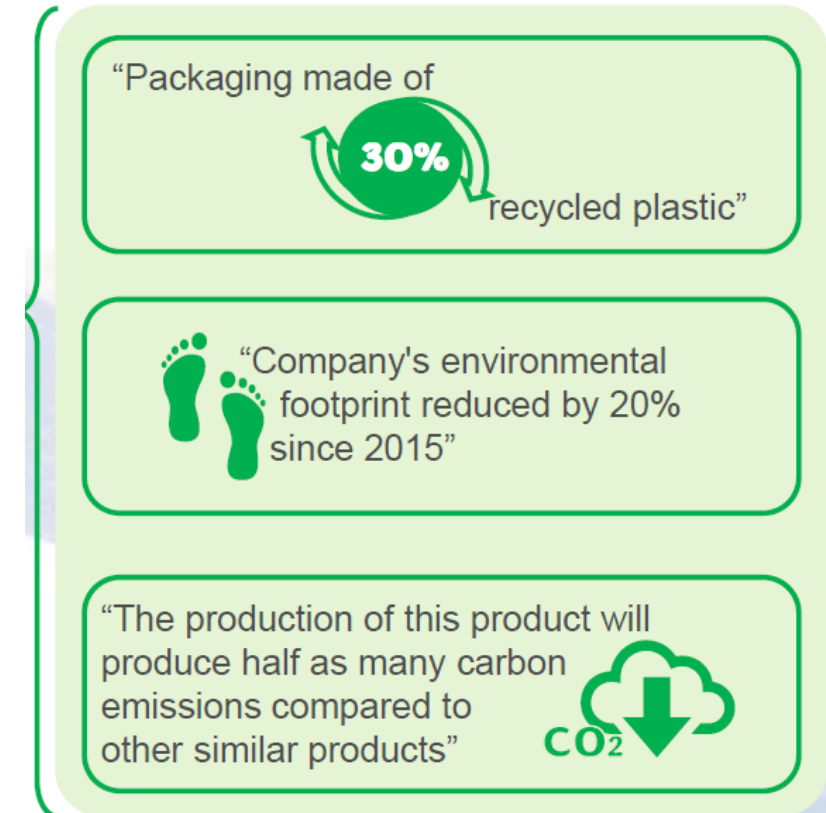 “Packaging made of
30%
recycled plastic”
“Company's environmental
footprint reduced by 20%
since 2015”
“The production of this product will
produce half as many carbon
emissions compared to
other similar products”
CO2